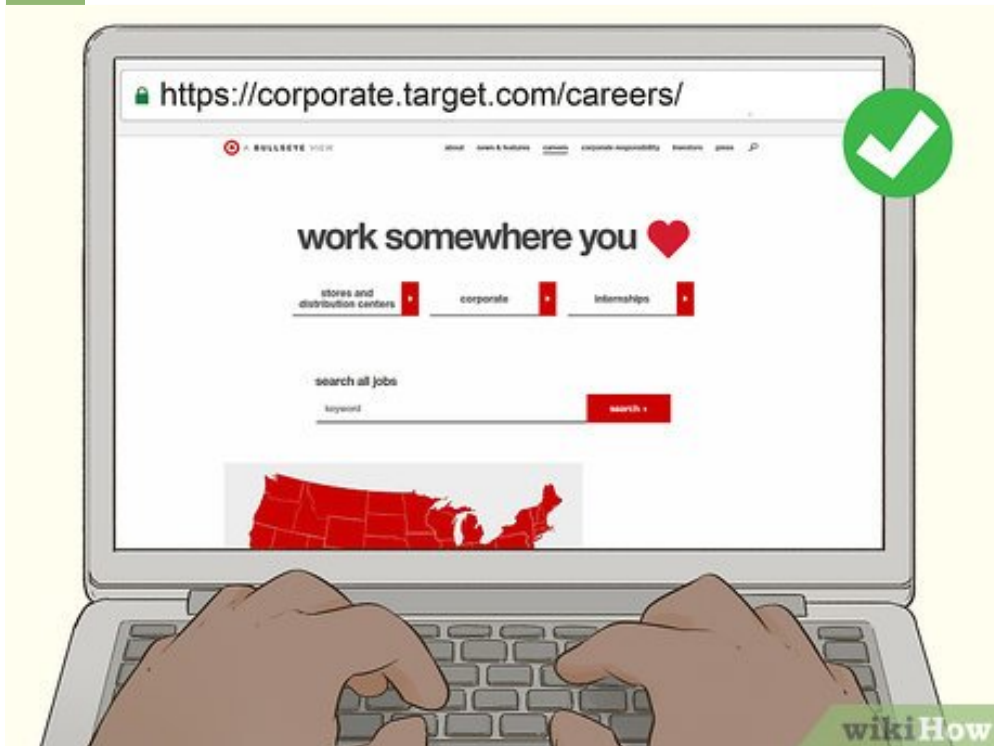 https://corporate.target.com/careers/
A BULLSEYE VIEW
about news & features careers corporate responsibility investors press
work somewhere you
stores and
distribution centers
corporate
internships
search all jobs
keyword
search
wikiHow